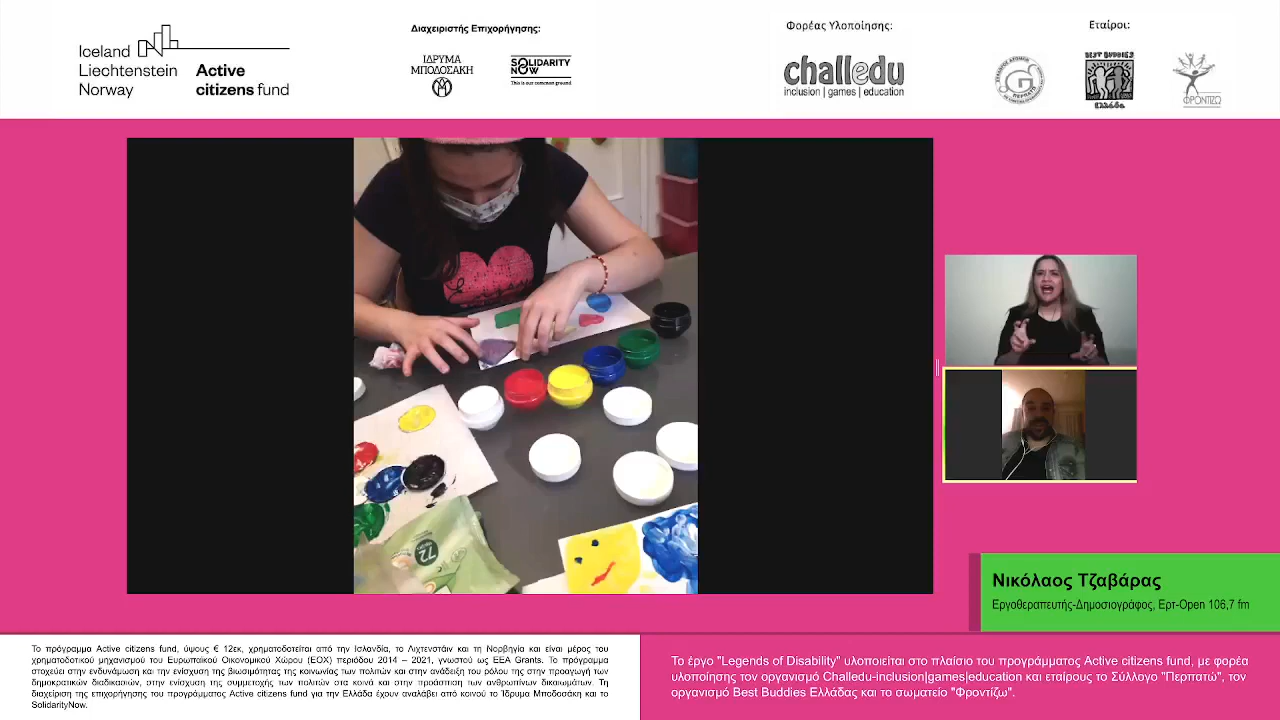 Iceland
Liechtenstein
Norway
Active
citizens fund
Διαχειριστής Επιχορήγησης:
ΙΔΡΥΜΑ
ΜΠΟΔΟΣΑΚΗ
SOLIDARITY
NOW
This is our common ground
Φορέας Υλοποίησης:
challedu
inclusion | games | education
Εταίροι:
ΠΕΡΠΑΤΩ
BEST BUDDIES
Ελλάδα
ΦΡΟΝΤΙΖΩ
72
Νικόλαος Τζαβάρας
Εργοθεραπευτής-Δημοσιογράφος, Ερτ-Open 106,7 fm
Το πρόγραμμα Active citizens fund, ύψους € 12εκ, χρηματοδοτείται από την Ισλανδία, το Λιχτενστάιν και τη Νορβηγία και είναι μέρος του
χρηματοδοτικού μηχανισμού του Ευρωπαϊκού Οικονομικού Χώρου (ΕΟΧ) περιόδου 2014 – 2021, γνωστού ως EEA Grants. Το πρόγραμμα
στοχεύει στην ενδυνάμωση και την ενίσχυση της βιωσιμότητας της κοινωνίας των πολιτών και στην ανάδειξη του ρόλου της στην προαγωγή των
δημοκρατικών διαδικασιών, στην ενίσχυση της συμμετοχής των πολιτών στα κοινά και στην προάσπιση των ανθρωπίνων δικαιωμάτων. Τη
διαχείριση της επιχορήγησης του προγράμματος Active citizens fund για την Ελλάδα έχουν αναλάβει από κοινού το Ίδρυμα Μποδοσάκη και το
SolidarityNow.
Το έργο "Legends of Disability" υλοποιείται στο πλαίσιο του προγράμματος Active citizens fund, με φορέα
υλοποίησης τον οργανισμό Challedu-inclusion|games|education και εταίρους το Σύλλογο "Περπατώ", τον
οργανισμό Best Buddies Ελλάδας και το σωματείο "Φροντίζω".